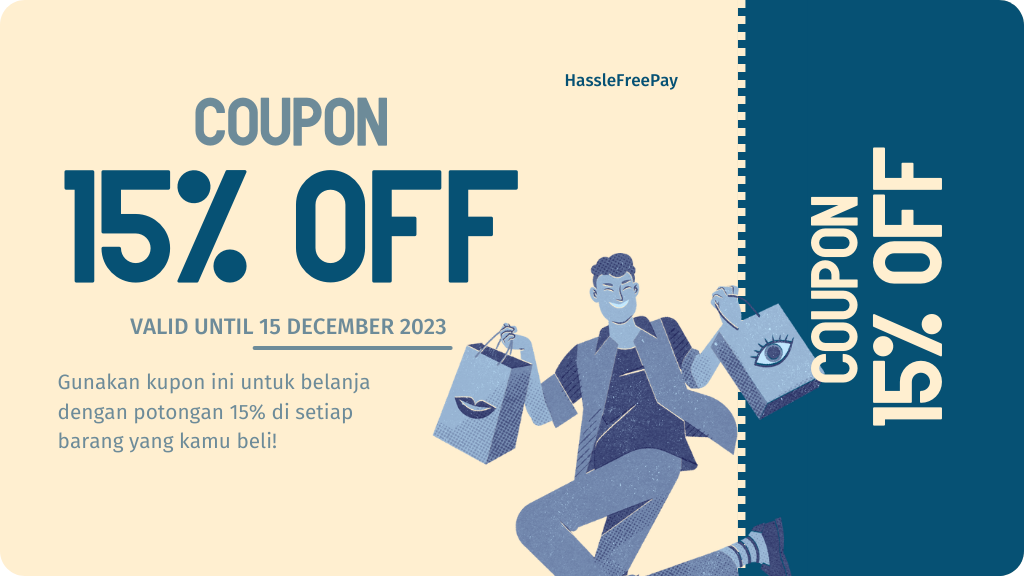 HassleFreePay
COUPON
15% OFF
VALID UNTIL 15 DECEMBER 2023
Gunakan kupon ini untuk belanja
dengan potongan 15% di setiap
barang yang kamu beli!
COUPON
15% OFF